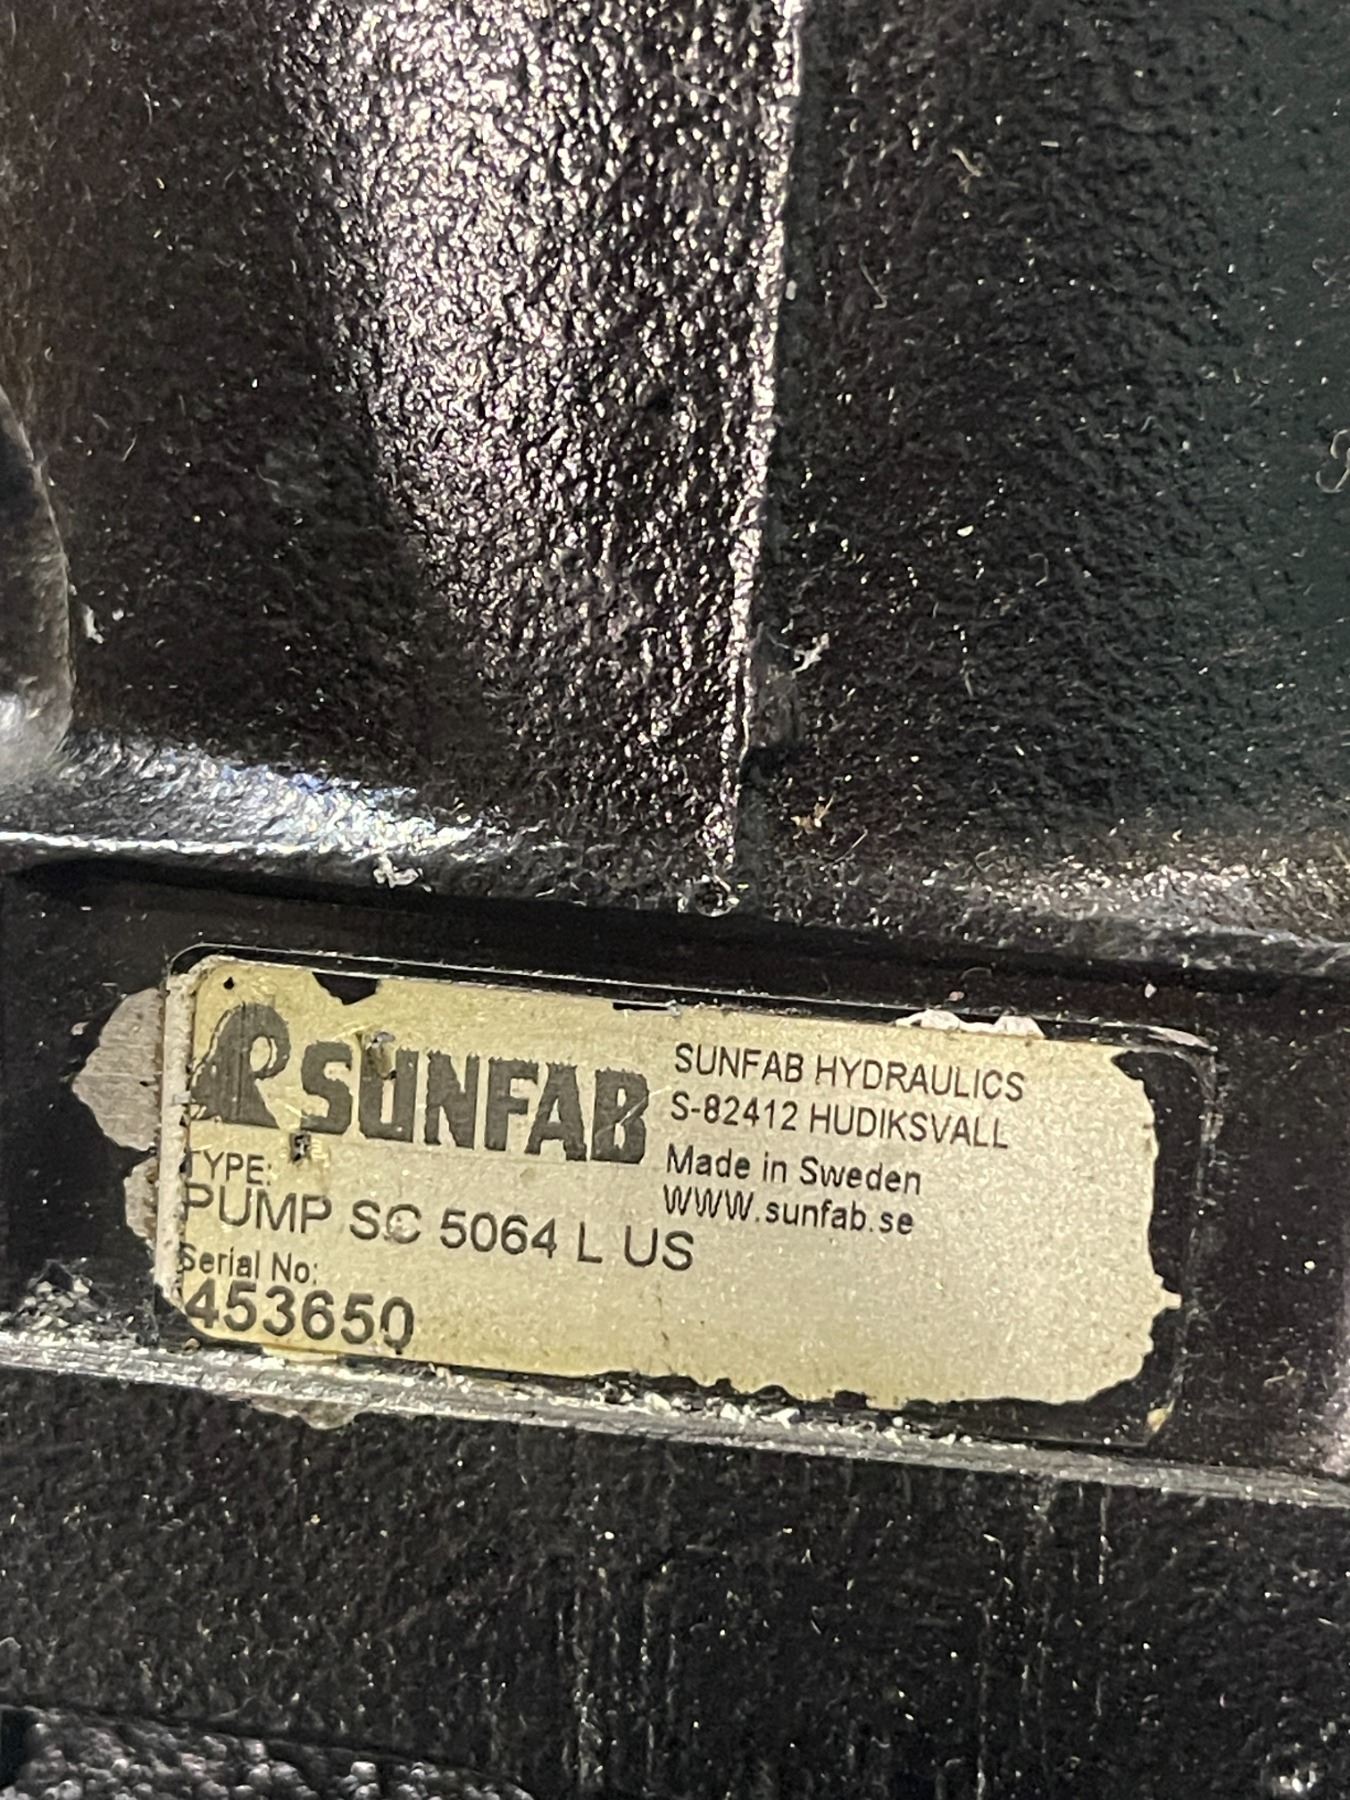 SUNFAB
SUNFAB HYDRAULICS
S-82412 HUDIKSVALL
Made in Sweden
WWW.sunfab.se
TYPE:
PUMP SC 5064 L US
Serial No:
453650